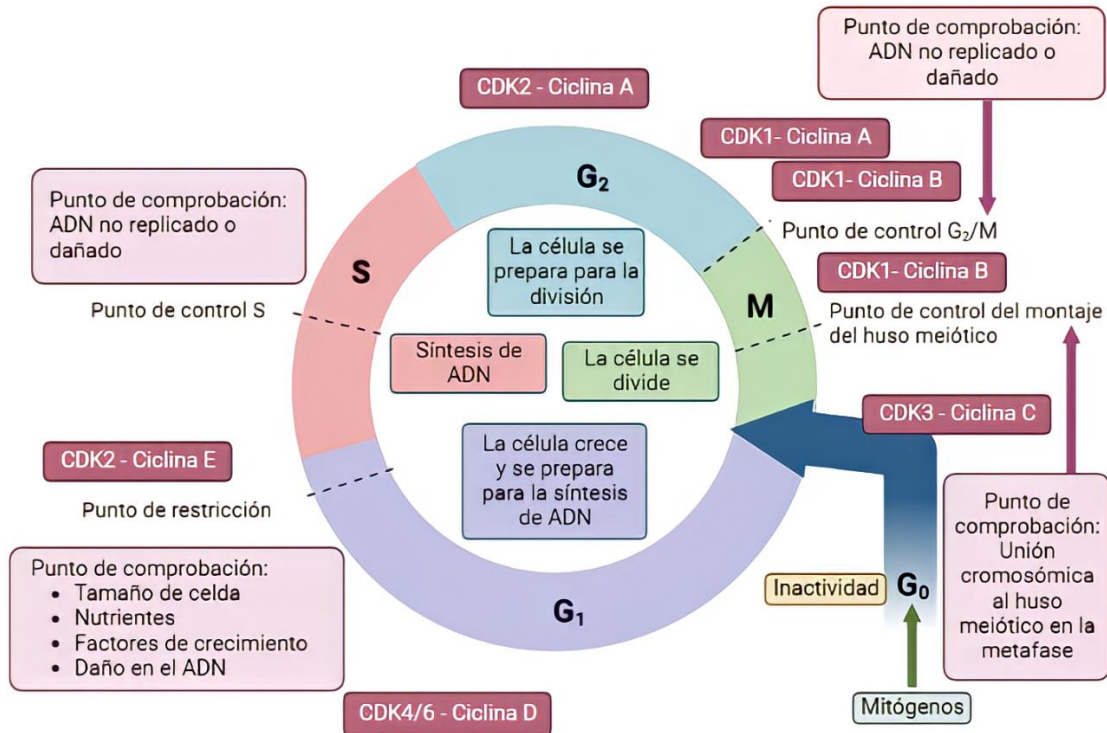 Punto de comprobación:
ADN no replicado o
dañado
CDK2 - Ciclina A
CDK1- Ciclina A
CDK1- Ciclina B
G₂
Punto de comprobación:
ADN no replicado o
dañado
Punto de control G₂/M
La célula se
prepara para la
división
S
CDK1- Ciclina B
M
Punto de control S
Punto de control del montaje
del huso meiótico
Síntesis de
ADN
La célula se
divide
CDK3 - Ciclina C
CDK2 - Ciclina E
La célula crece
y se prepara
para la síntesis
de ADN
Punto de restricción
Punto de
comprobación:
Unión
cromosómica
al huso
meiótico en la
metafase
Punto de comprobación:
• Tamaño de celda
• Nutrientes
• Factores de crecimiento
• Daño en el ADN
Inactividad
G₀
G₁
CDK4/6 - Ciclina D
Mitógenos